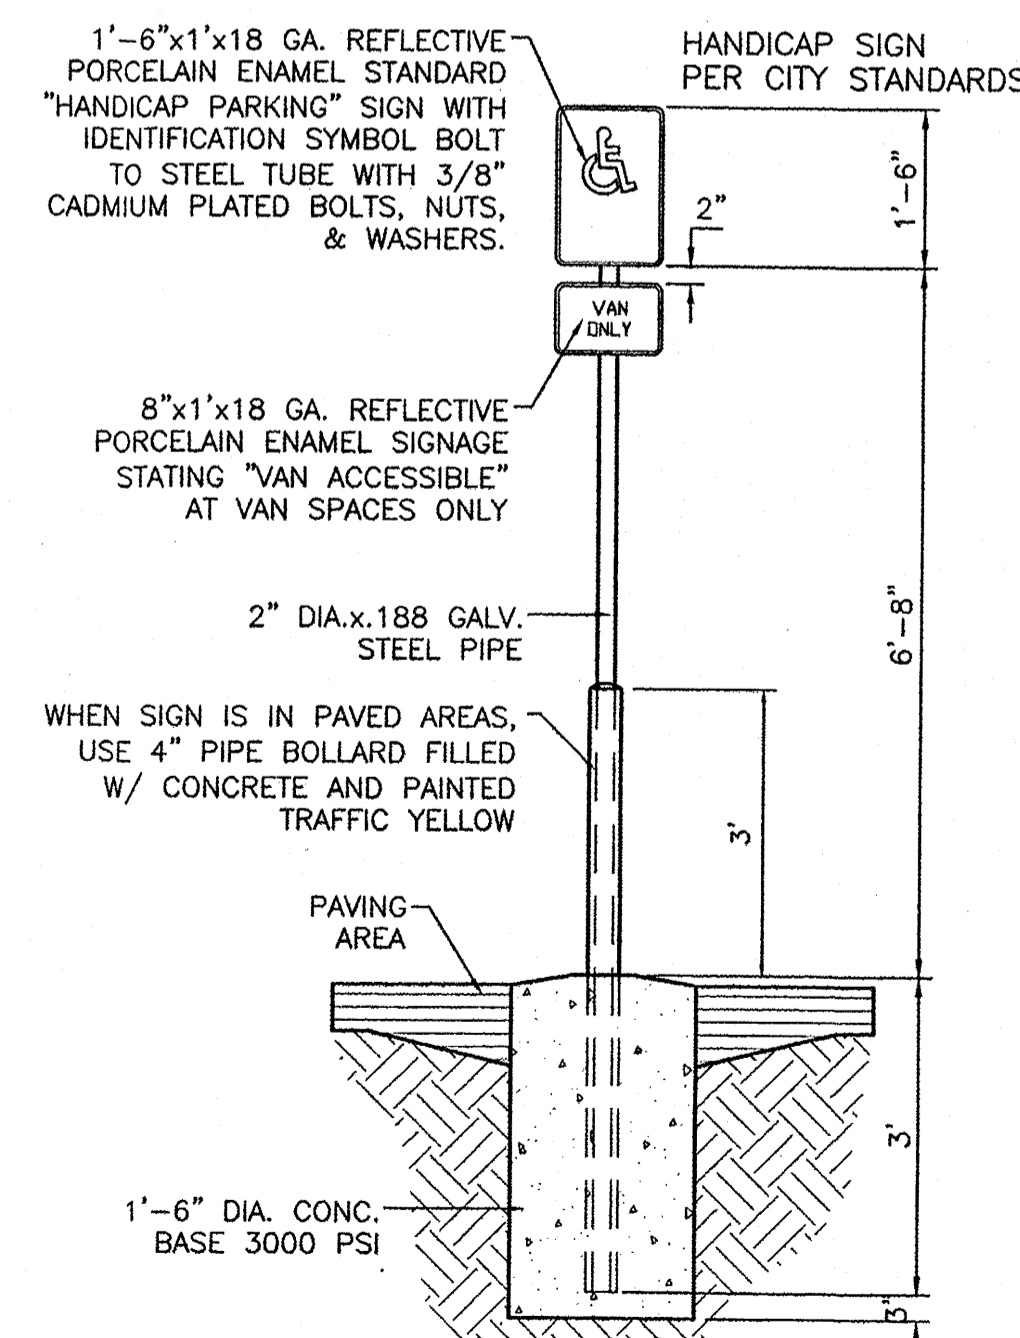 1'-6"x1'x18 GA. REFLECTIVE
PORCELAIN ENAMEL STANDARD
"HANDICAP PARKING" SIGN WITH
IDENTIFICATION SYMBOL BOLT
TO STEEL TUBE WITH 3/8"
CADMIUM PLATED BOLTS, NUTS,
& WASHERS.
HANDICAP SIGN
PER CITY STANDARDS
1'-6"
2"
VAN
ONLY
8"x1'x18 GA. REFLECTIVE
PORCELAIN ENAMEL SIGNAGE
STATING "VAN ACCESSIBLE"
AT VAN SPACES ONLY
2" DIA.x.188 GALV.
STEEL PIPE
6'-8"
WHEN SIGN IS IN PAVED AREAS,
USE 4" PIPE BOLLARD FILLED
W/ CONCRETE AND PAINTED
TRAFFIC YELLOW
3'
PAVING
AREA
3'
1'-6" DIA. CONC.
BASE 3000 PSI
3"